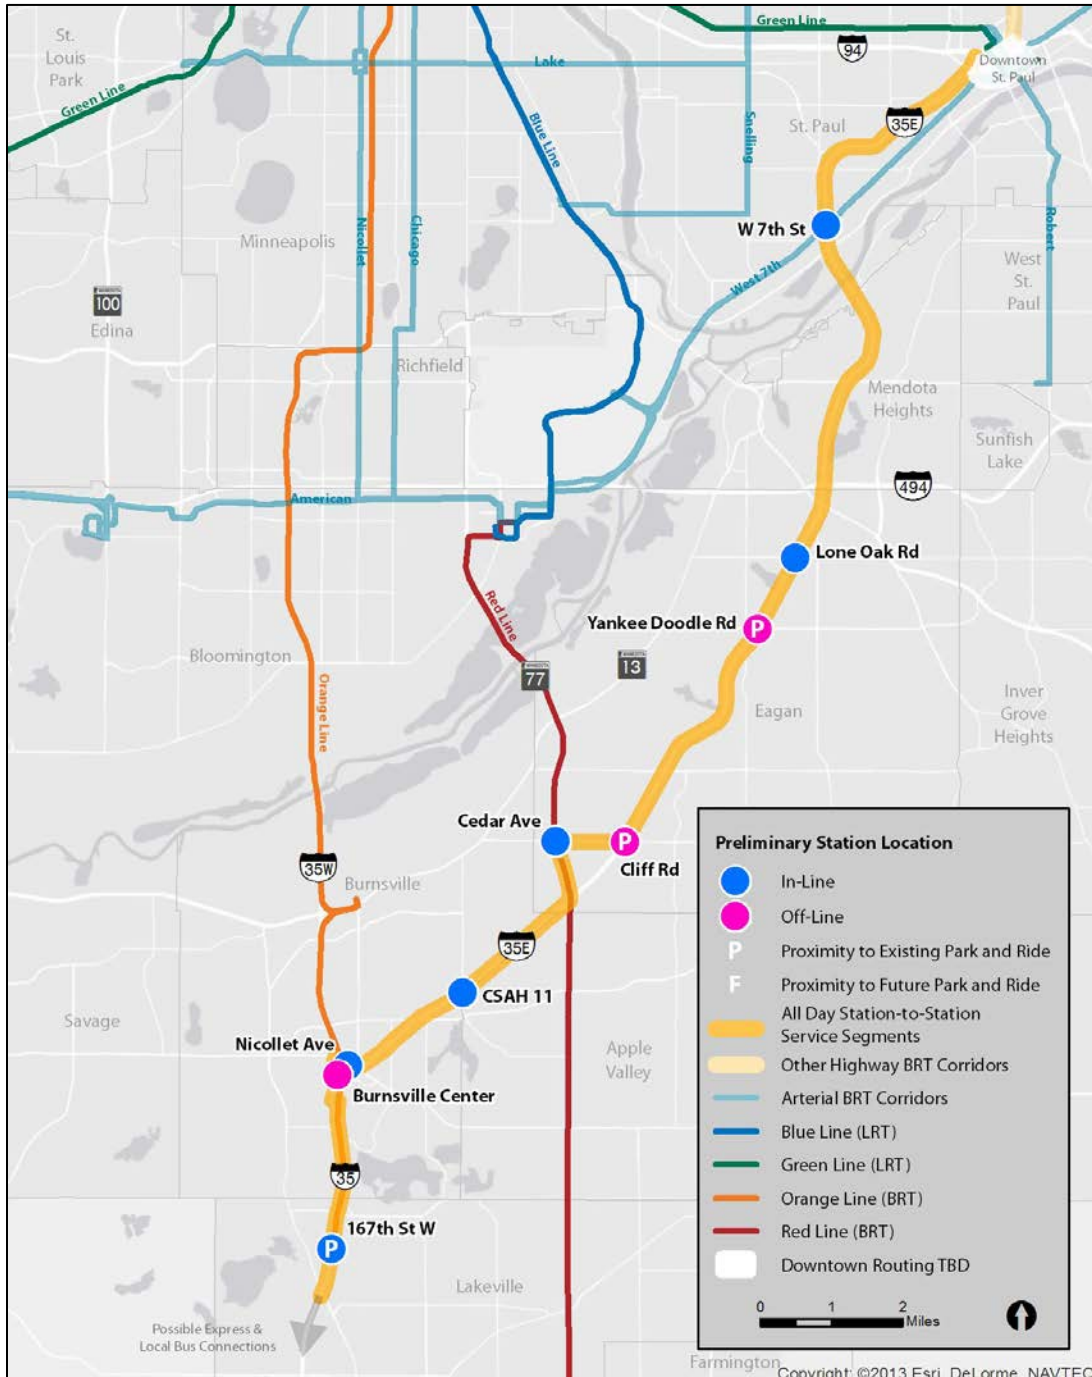 Green Line
St.
Louis
Park
94
Lake
Downtown
St. Paul
Green Line
35E
St. Paul
Blue Line
Snelling
W 7th St
Nicollet
Chicago
Minneapolis
Robert
West 7th
West
St.
Paul
100
Edina
Richfield
Mendota
Heights
Sunfish
Lake
American
494
Lone Oak Rd
Red Line
Yankee Doodle Rd
Bloomington
MINNESOTA
13
MINNESOTA
77
Orange Line
Eagan
Inver
Grove
Heights
Cedar Ave
P
P
Cliff Rd
35W
Burnsville
35E
CSAH 11
Savage
Nicollet Ave
Burnsville Center
Apple
Valley
35
167th St W
P
Lakeville
Possible Express &
Local Bus Connections
Farmington
Preliminary Station Location
In-Line
Off-Line
P Proximity to Existing Park and Ride
F Proximity to Future Park and Ride
All Day Station-to-Station
Service Segments
Other Highway BRT Corridors
Arterial BRT Corridors
Blue Line (LRT)
Green Line (LRT)
Orange Line (BRT)
Red Line (BRT)
Downtown Routing TBD
0 1 2
Miles
Copyright: ©2013 Esri, DeLorme, NAVTEQ